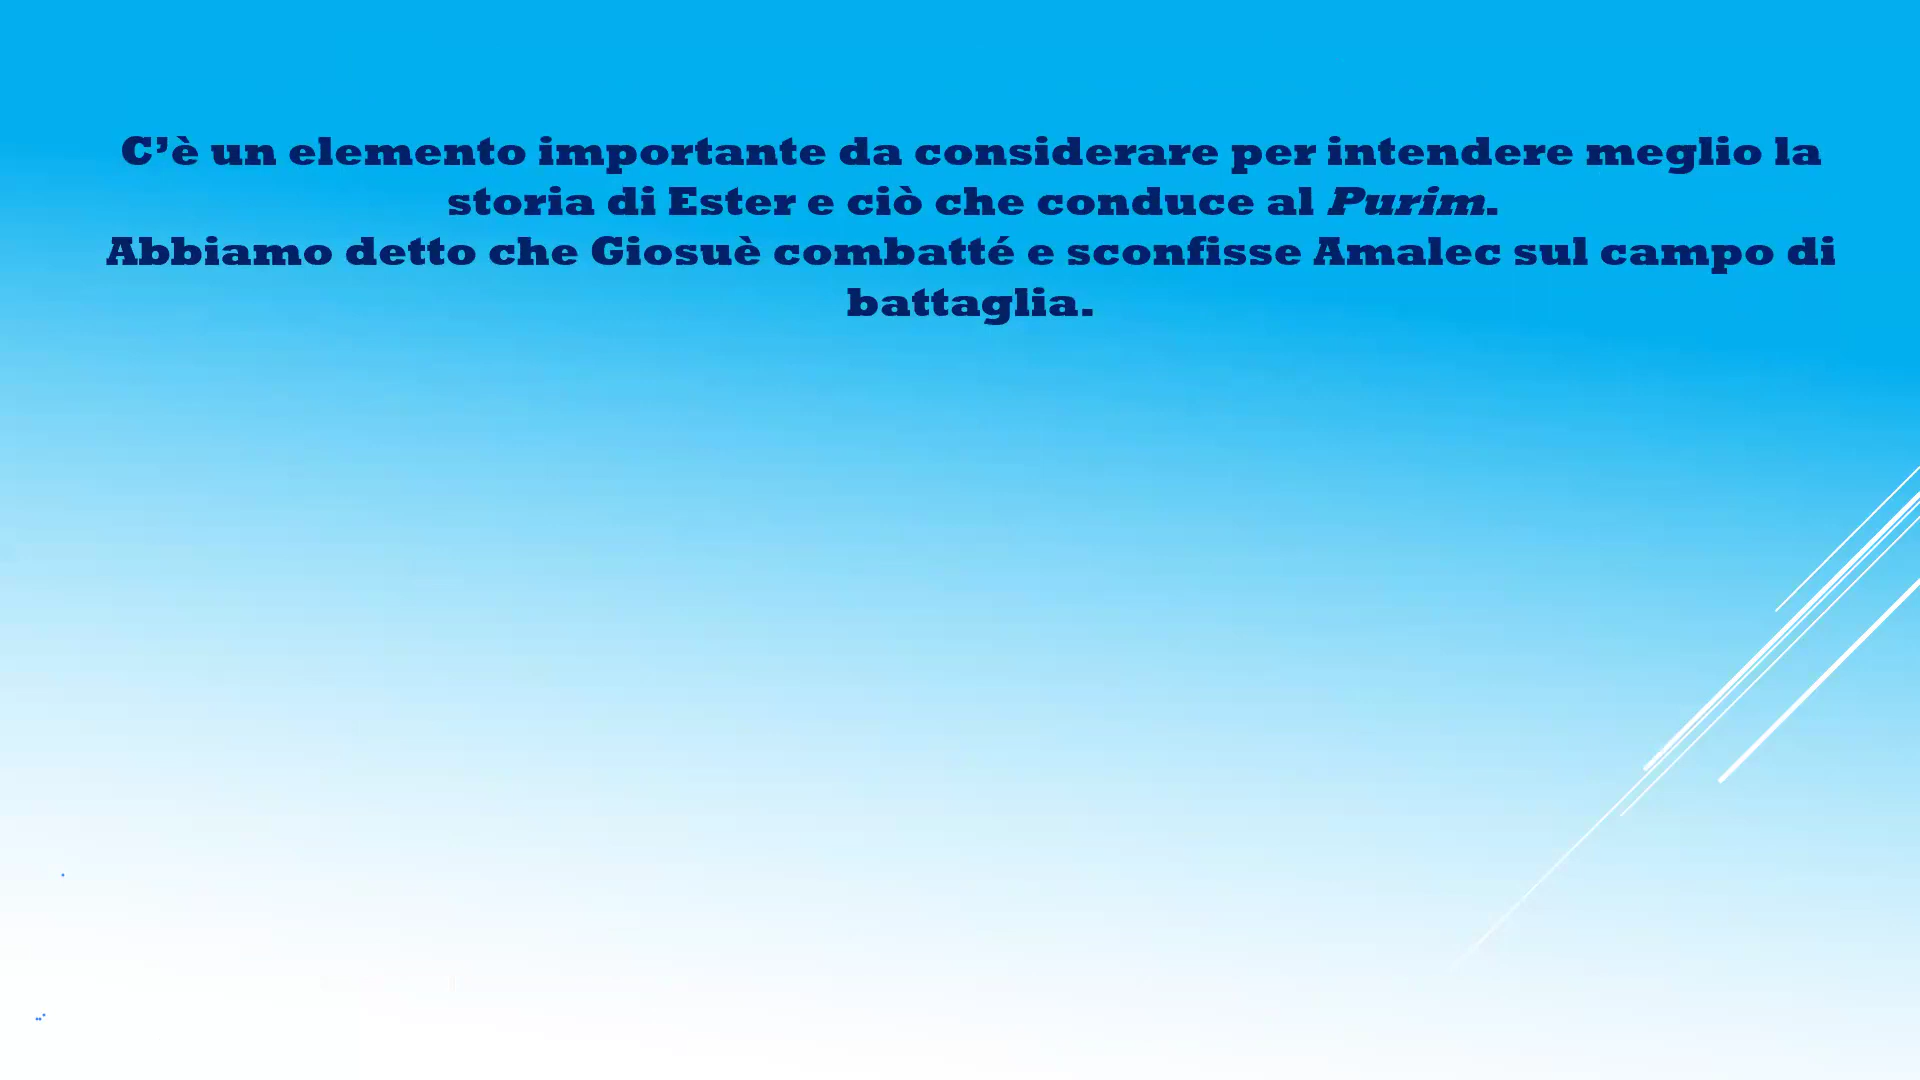 C’è un elemento importante da considerare per intendere meglio la
storia di Ester e ciò che conduce al Purim.
Abbiamo detto che Giosuè combatté e sconfisse Amalec sul campo di
battaglia.